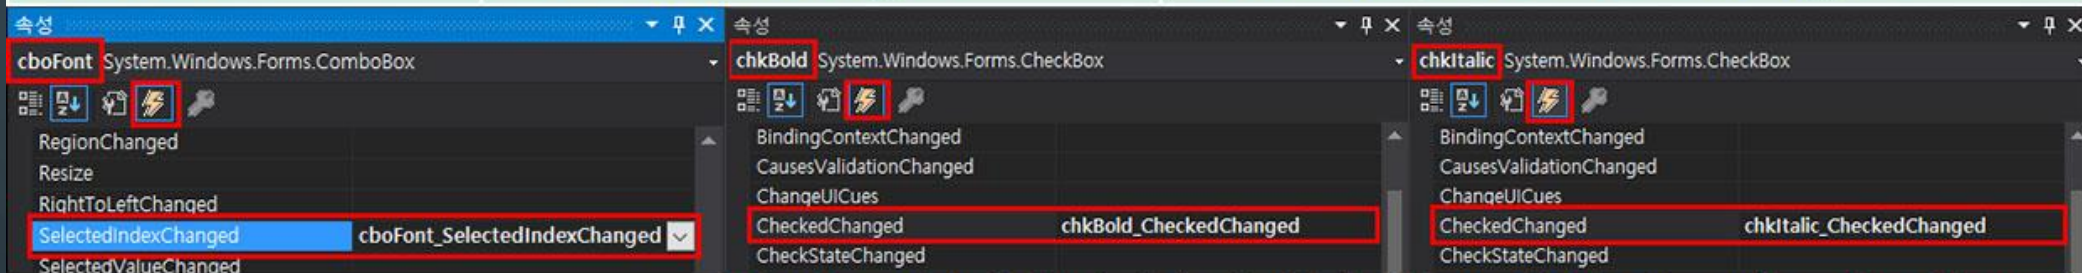 속성
cboFont System.Windows.Forms.ComboBox
RegionChanged
Resize
RightToLeftChanged
SelectedIndexChanged cboFont_SelectedIndexChanged
SelectedValueChanged
속성
chkBold System.Windows.Forms.CheckBox
BindingContextChanged
CausesValidationChanged
ChangeUICues
CheckedChanged chkBold_CheckedChanged
CheckStateChanged
속성
chkItalic System.Windows.Forms.CheckBox
BindingContextChanged
CausesValidationChanged
ChangeUICues
CheckedChanged chkItalic_CheckedChanged
CheckStateChanged